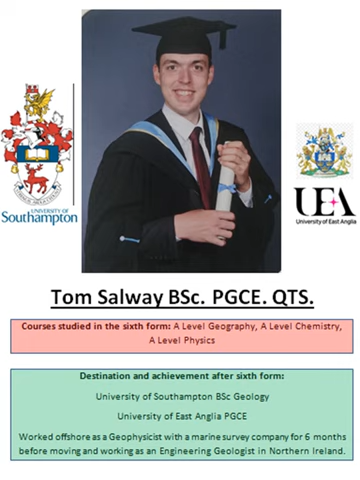 UNIVERSITY OF
Southampton
UEA
University of East Anglia
Tom Salway BSc. PGCE. QTS.
Courses studied in the sixth form: A Level Geography, A Level Chemistry,
A Level Physics
Destination and achievement after sixth form:
University of Southampton BSc Geology
University of East Anglia PGCE
Worked offshore as a Geophysicist with a marine survey company for 6 months
before moving and working as an Engineering Geologist in Northern Ireland.